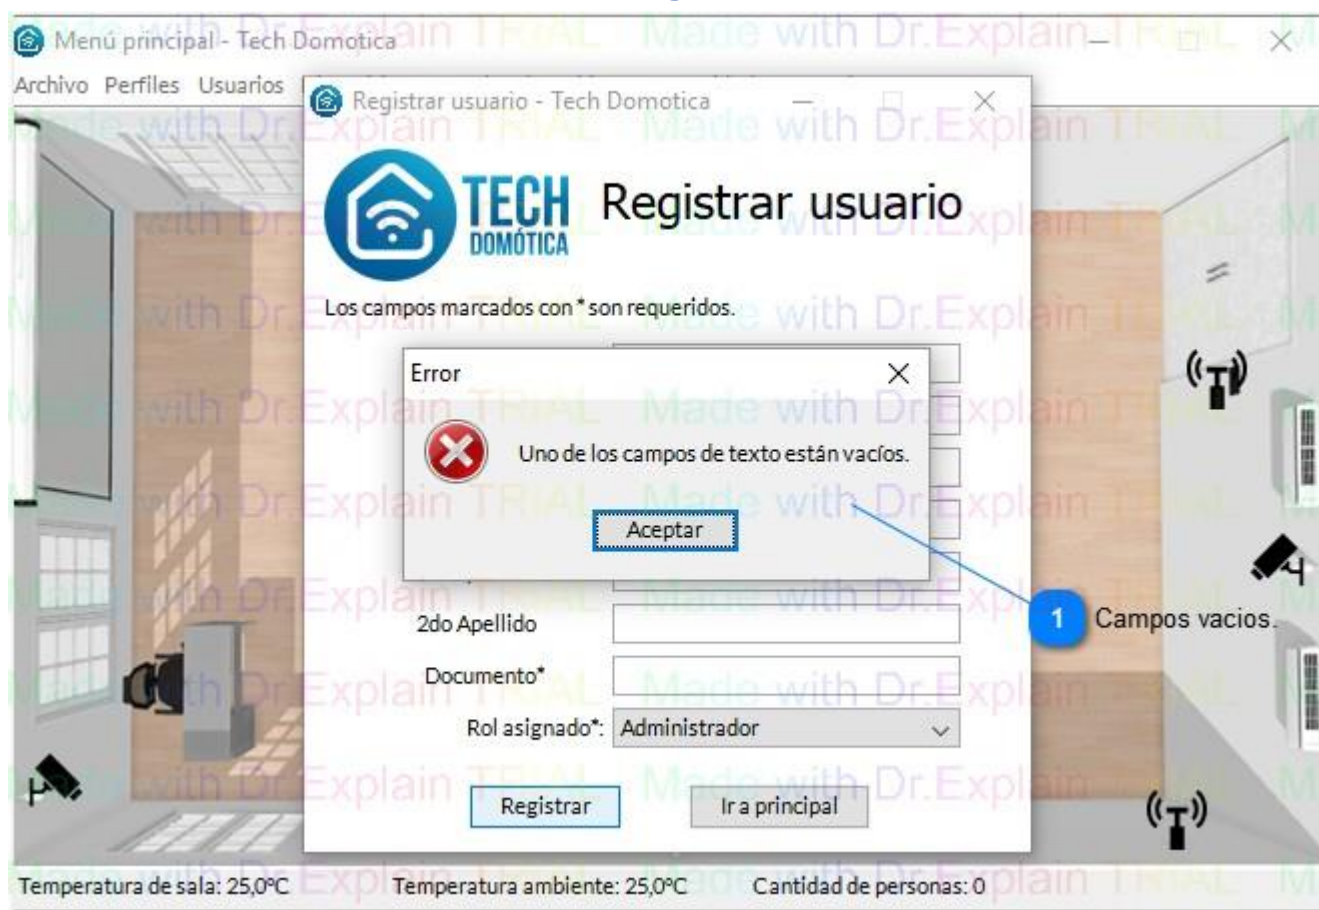 Menú principal - Tech Domotica
Archivo Perfiles Usuarios
Registrar usuario - Tech Domotica
TECH
DOMÓTICA
Registrar usuario
Los campos marcados con * son requeridos.
Error
Uno de los campos de texto están vacíos.
Aceptar
1 Campos vacios.
2do Apellido
Documento*
Rol asignado*: Administrador
Registrar Ir a principal
Temperatura de sala: 25,0ºC Temperatura ambiente: 25,0ºC Cantidad de personas: 0
Made with Dr.Explain TRIAL